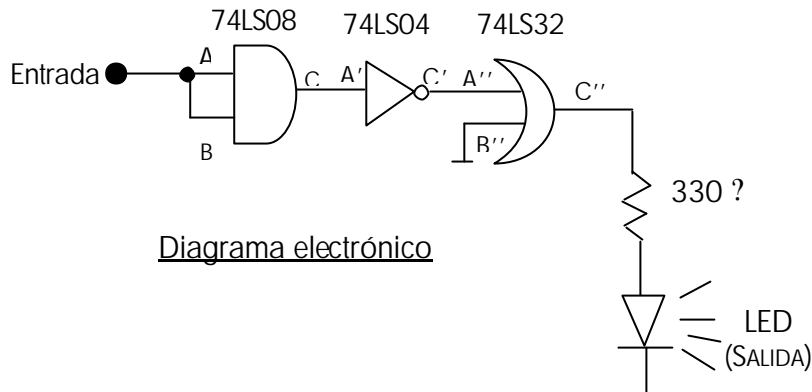 74LS08 74LS04 74LS32
Entrada A C A' C' A'' C''
B B''
330 ?
Diagrama electrónico
LED
(SALIDA)